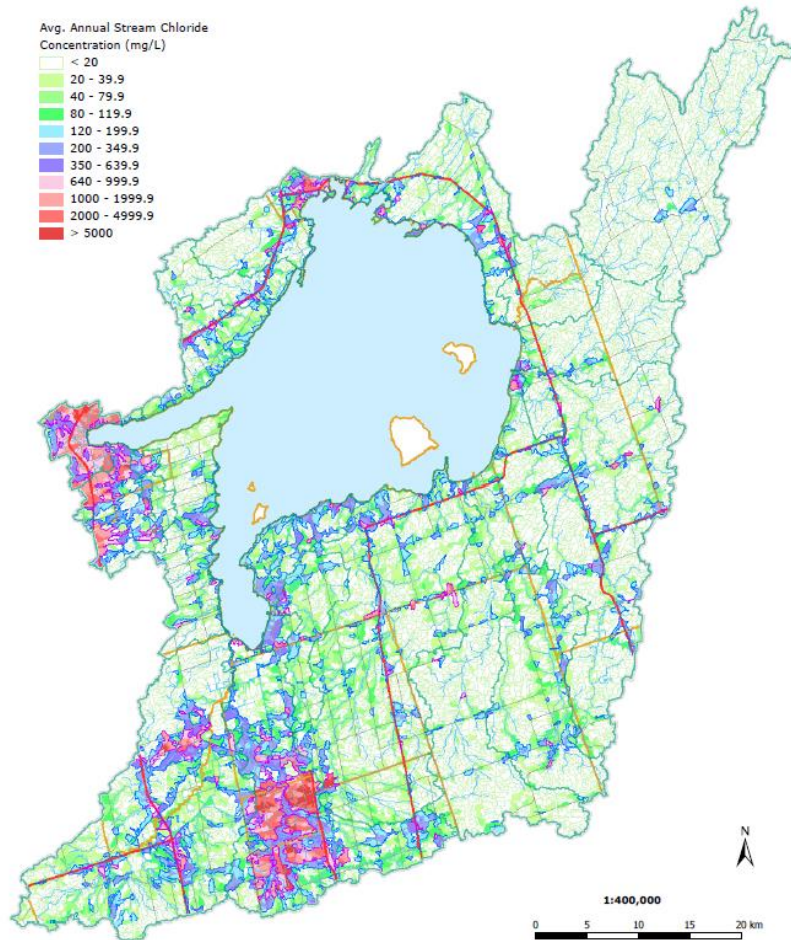 Avg. Annual Stream Chloride
Concentration (mg/L)
< 20
20 - 39.9
40 - 79.9
80 - 119.9
120 - 199.9
200 - 349.9
350 - 639.9
640 - 999.9
1000 - 1999.9
2000 - 4999.9
> 5000
N
1:400,000
0 5 10 15 20 km